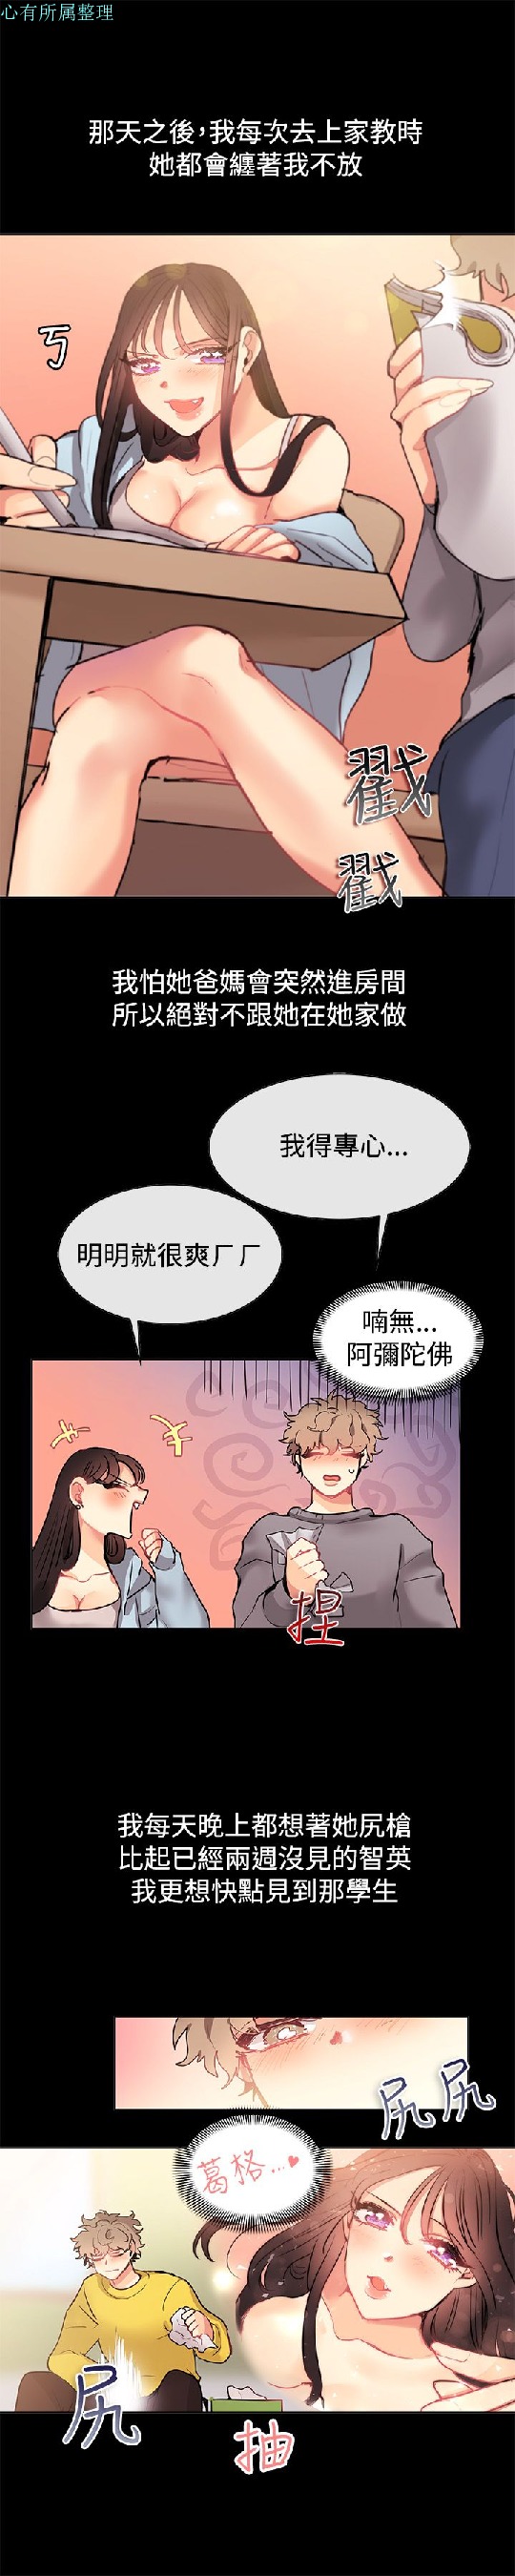 心有所属整理
那天之後，我每次去上家教時
她都會纏著我不放
ㄎ
戳
戳
我怕她爸媽會突然進房間
所以絕對不跟她在她家做
我得專心...
明明就很爽ㄏㄏ
喃無...
阿彌陀佛
捏
我每天晚上都想著她尻槍
比起已經兩週沒見的智英
我更想快點見到那學生
尻尻
葛格...♥
尻
抽